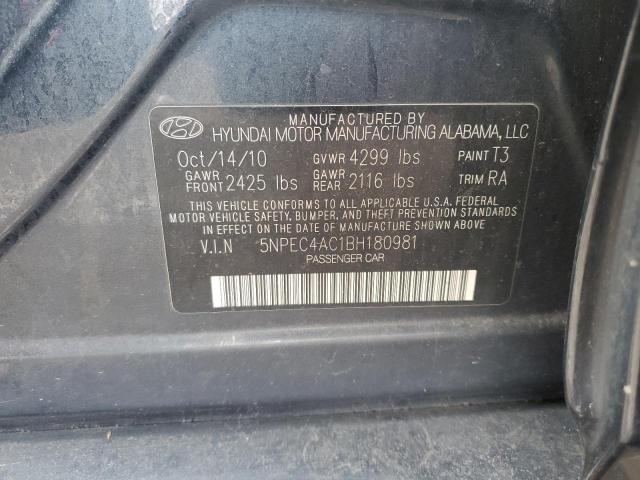 MANUFACTURED BY
HYUNDAI MOTOR MANUFACTURING ALABAMA, LLC
Oct/14/10 GVWR 4299 lbs PAINT T3
GAWR FRONT 2425 lbs GAWR REAR 2116 lbs TRIM RA
THIS VEHICLE CONFORMS TO ALL APPLICABLE U.S.A. FEDERAL
MOTOR VEHICLE SAFETY, BUMPER, AND THEFT PREVENTION STANDARDS
IN EFFECT ON THE DATE OF MANUFACTURE SHOWN ABOVE.
V.I.N 5NPEC4AC1BH180981
PASSENGER CAR